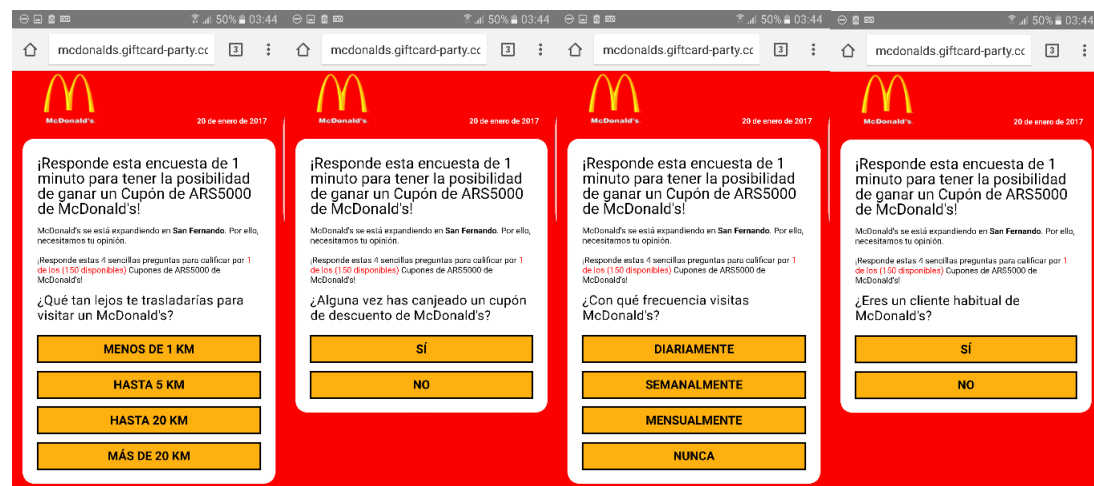 50% 03:44
mcdonalds.giftcard-party.cc 3
McDonald's
20 de enero de 2017
¡Responde esta encuesta de 1
minuto para tener la posibilidad
de ganar un Cupón de ARS5000
de McDonald's!
McDonald's se está expandiendo en San Fernando. Por ello,
necesitamos tu opinión.
¡Responde estas 4 sencillas preguntas para calificar por 1
de los (150 disponibles) Cupones de ARS5000 de
McDonald's!
¿Qué tan lejos te trasladarías para
visitar un McDonald's?
MENOS DE 1 KM
HASTA 5 KM
HASTA 20 KM
MÁS DE 20 KM
50% 03:44
mcdonalds.giftcard-party.cc 3
McDonald's
20 de enero de 2017
¡Responde esta encuesta de 1
minuto para tener la posibilidad
de ganar un Cupón de ARS5000
de McDonald's!
McDonald's se está expandiendo en San Fernando. Por ello,
necesitamos tu opinión.
¡Responde estas 4 sencillas preguntas para calificar por 1
de los (150 disponibles) Cupones de ARS5000 de
McDonald's!
¿Alguna vez has canjeado un cupón
de descuento de McDonald's?
SÍ
NO
50% 03:44
mcdonalds.giftcard-party.cc 3
McDonald's
20 de enero de 2017
¡Responde esta encuesta de 1
minuto para tener la posibilidad
de ganar un Cupón de ARS5000
de McDonald's!
McDonald's se está expandiendo en San Fernando. Por ello,
necesitamos tu opinión.
¡Responde estas 4 sencillas preguntas para calificar por 1
de los (150 disponibles) Cupones de ARS5000 de
McDonald's!
¿Con qué frecuencia visitas
McDonald's?
DIARIAMENTE
SEMANALMENTE
MENSUALMENTE
NUNCA
50% 03:44
mcdonalds.giftcard-party.cc 3
McDonald's
20 de enero de 2017
¡Responde esta encuesta de 1
minuto para tener la posibilidad
de ganar un Cupón de ARS5000
de McDonald's!
McDonald's se está expandiendo en San Fernando. Por ello,
necesitamos tu opinión.
¡Responde estas 4 sencillas preguntas para calificar por 1
de los (150 disponibles) Cupones de ARS5000 de
McDonald's!
¿Eres un cliente habitual de
McDonald's?
SÍ
NO